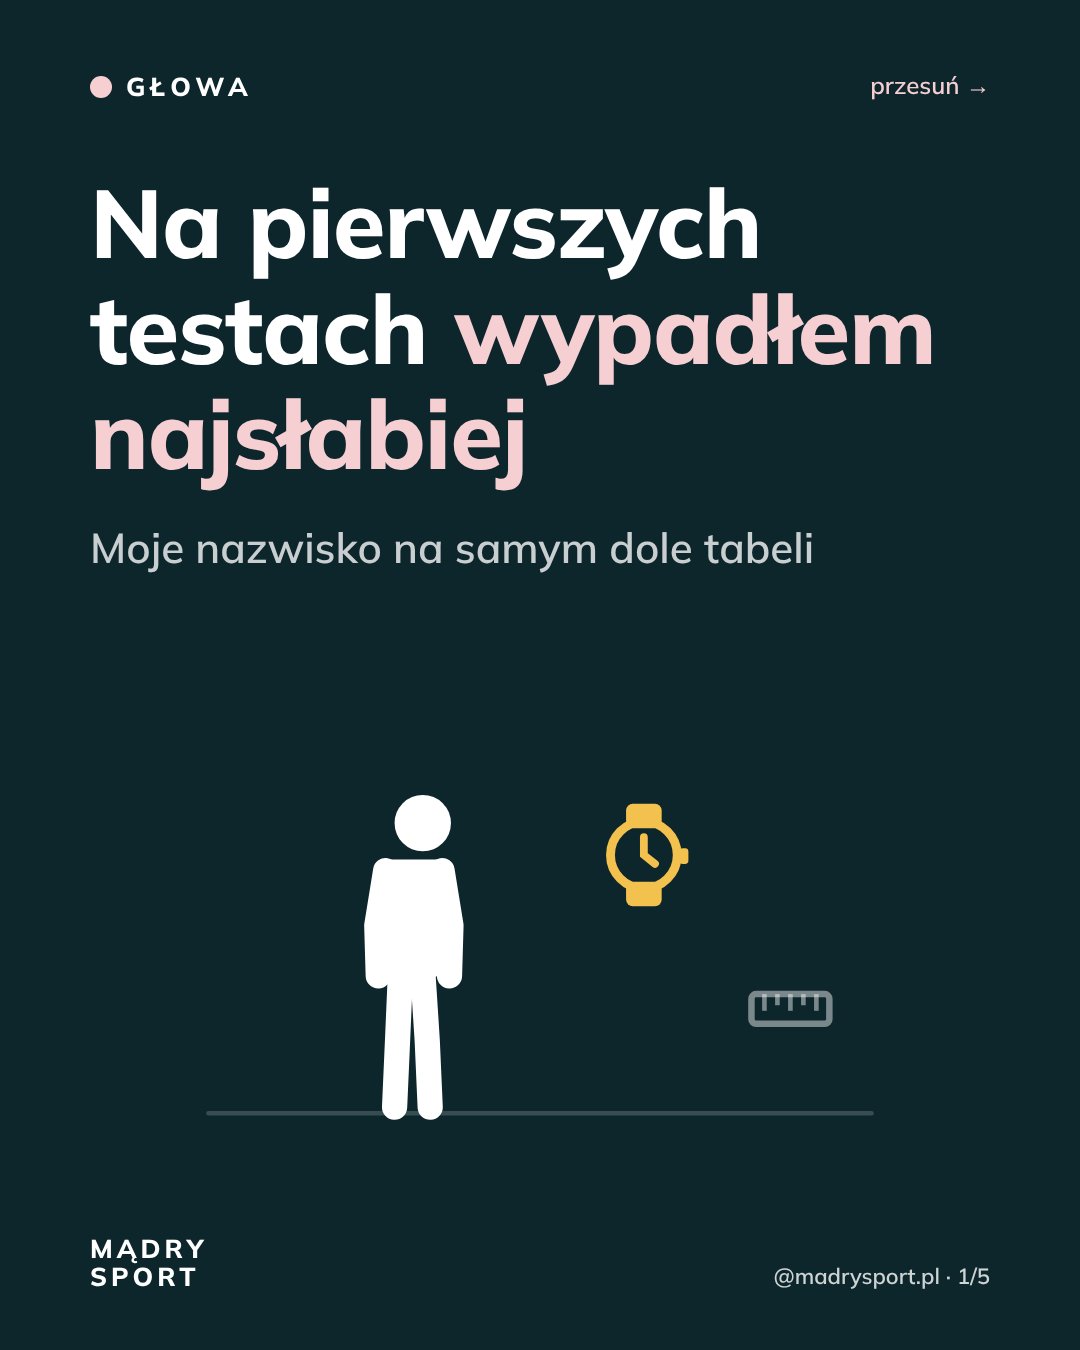 GŁOWA
przesuń →
Na pierwszych
testach wypadłem
najsłabiej
Moje nazwisko na samym dole tabeli
MĄDRY
SPORT
@madrysport.pl · 1/5